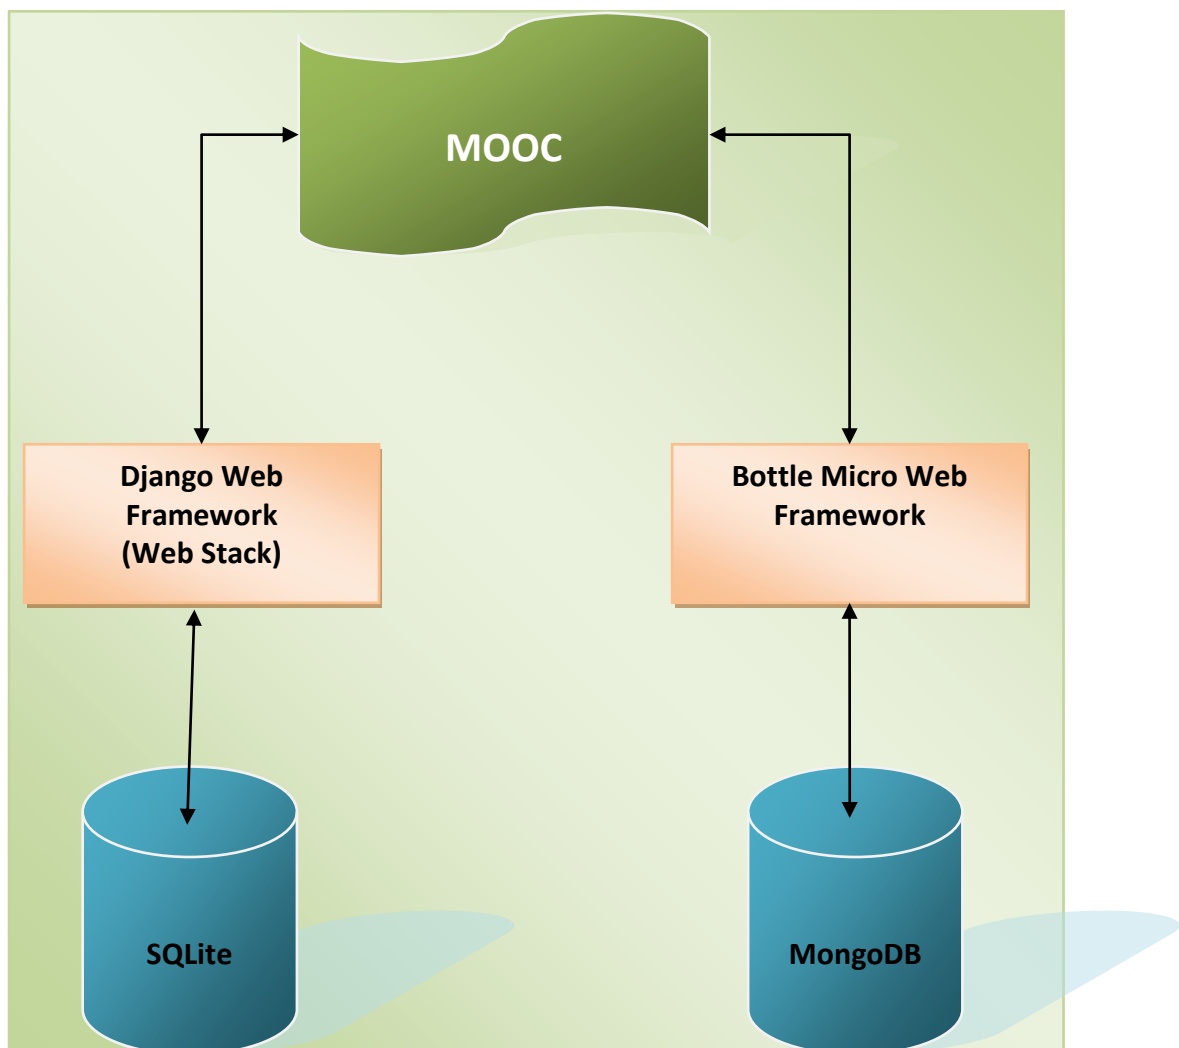 MOOC
Django Web
Framework
(Web Stack)
Bottle Micro Web
Framework
SQLite
MongoDB